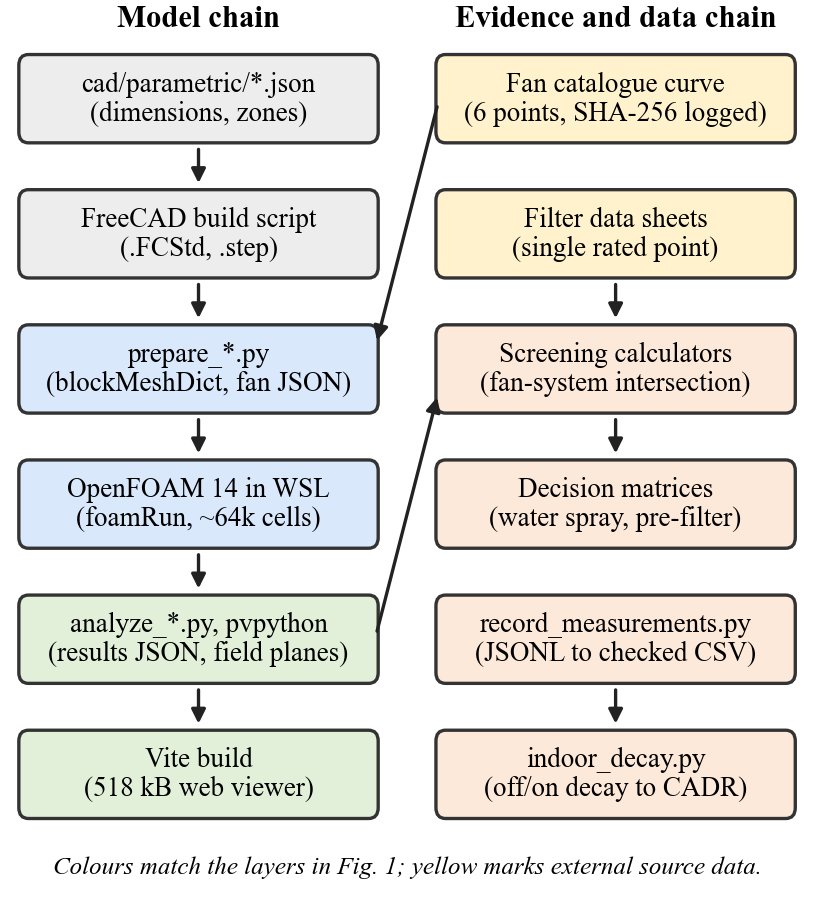 Model chain
cad/parametric/*.json
(dimensions, zones)
FreeCAD build script
(.FCStd, .step)
prepare_*.py
(blockMeshDict, fan JSON)
OpenFOAM 14 in WSL
(foamRun, ~64k cells)
analyze_*.py, pvpython
(results JSON, field planes)
Vite build
(518 kB web viewer)
Evidence and data chain
Fan catalogue curve
(6 points, SHA-256 logged)
Filter data sheets
(single rated point)
Screening calculators
(fan-system intersection)
Decision matrices
(water spray, pre-filter)
record_measurements.py
(JSONL to checked CSV)
indoor_decay.py
(off/on decay to CADR)
Colours match the layers in Fig. 1; yellow marks external source data.